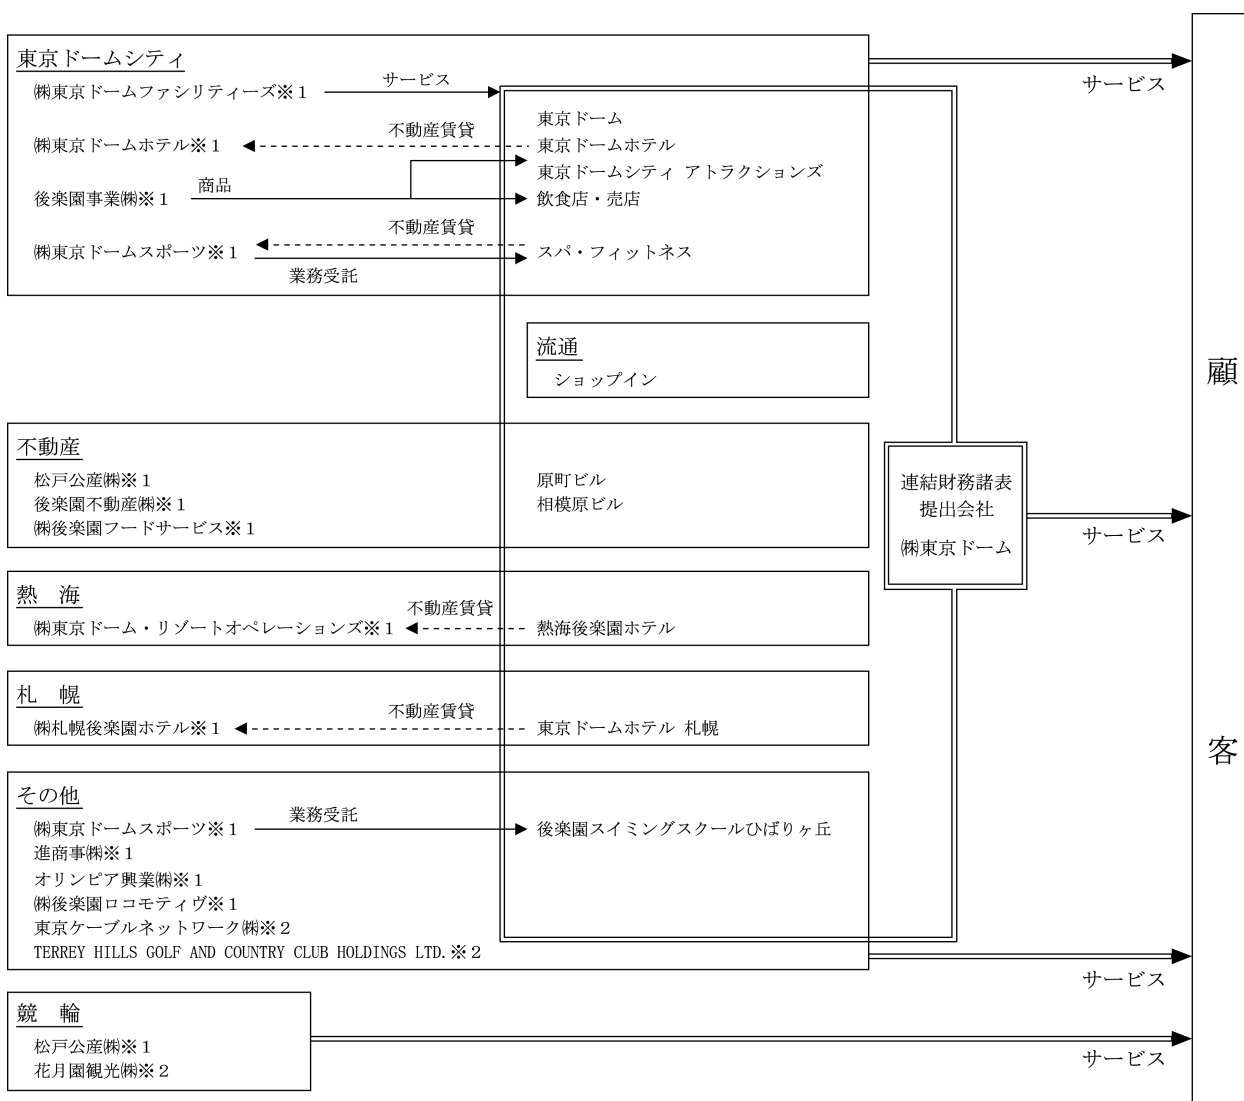 東京ドームシティ
㈱東京ドームファシリティーズ※1
サービス
東京ドーム
不動産賃貸
㈱東京ドームホテル※1
東京ドームホテル
東京ドームシティ アトラクションズ
商品
後楽園事業㈱※1
飲食店・売店
不動産賃貸
㈱東京ドームスポーツ※1
スパ・フィットネス
業務受託
サービス
流通
ショップイン
不動産
松戸公産㈱※1
原町ビル
後楽園不動産㈱※1
相模原ビル
㈱後楽園フードサービス※1
連結財務諸表
提出会社
㈱東京ドーム
サービス
熱 海
不動産賃貸
㈱東京ドーム・リゾートオペレーションズ※1
熱海後楽園ホテル
札 幌
不動産賃貸
㈱札幌後楽園ホテル※1
東京ドームホテル 札幌
その他
業務受託
㈱東京ドームスポーツ※1
後楽園スイミングスクールひばりヶ丘
進商事㈱※1
オリンピア興業㈱※1
㈱後楽園ロコモティヴ※1
東京ケーブルネットワーク㈱※2
TERREY HILLS GOLF AND COUNTRY CLUB HOLDINGS LTD.※2
サービス
競 輪
松戸公産㈱※1
花月園観光㈱※2
サービス
顧
客